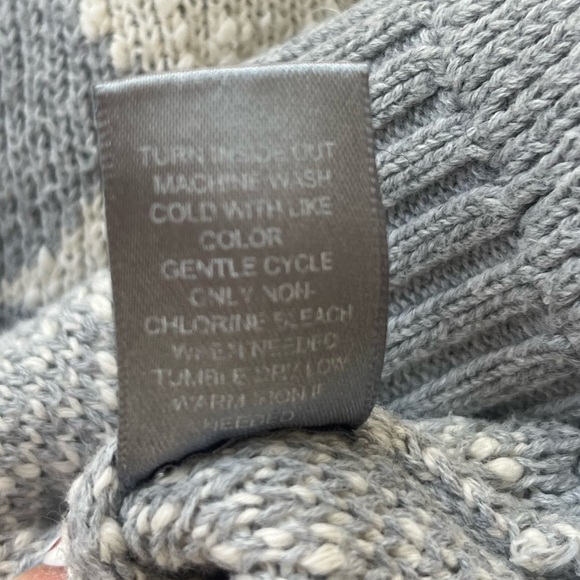 TURN INSIDE OUT
MACHINE WASH
COLD WITH LIKE
COLOR
GENTLE CYCLE
ONLY NON-
CHLORINE BLEACH
WHEN NEEDED
TUMBLE DRY LOW
WARM IRON IF
NEEDED